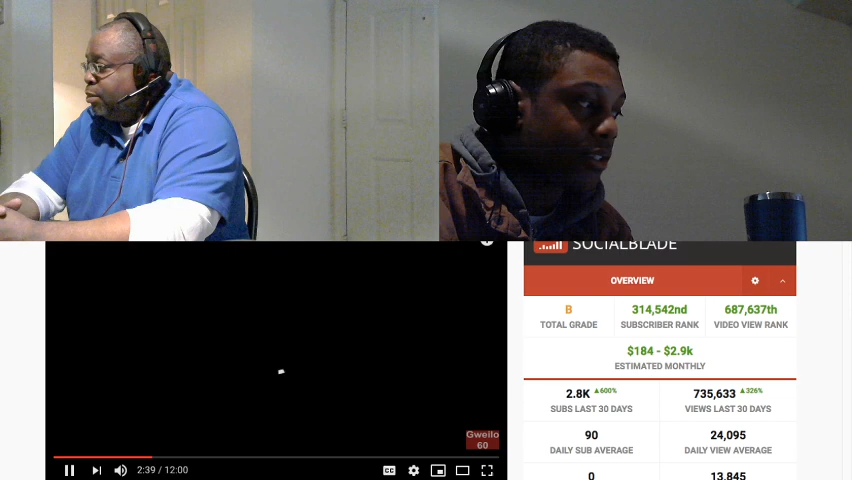 SOCIALBLADE
OVERVIEW
B
TOTAL GRADE
314,542nd
SUBSCRIBER RANK
687,637th
VIDEO VIEW RANK
$184 - $2.9k
ESTIMATED MONTHLY
2.8K ▲600%
SUBS LAST 30 DAYS
735,633 ▲326%
VIEWS LAST 30 DAYS
90
DAILY SUB AVERAGE
24,095
DAILY VIEW AVERAGE
0
13,845
Gwello
60
2:39 / 12:00
CC